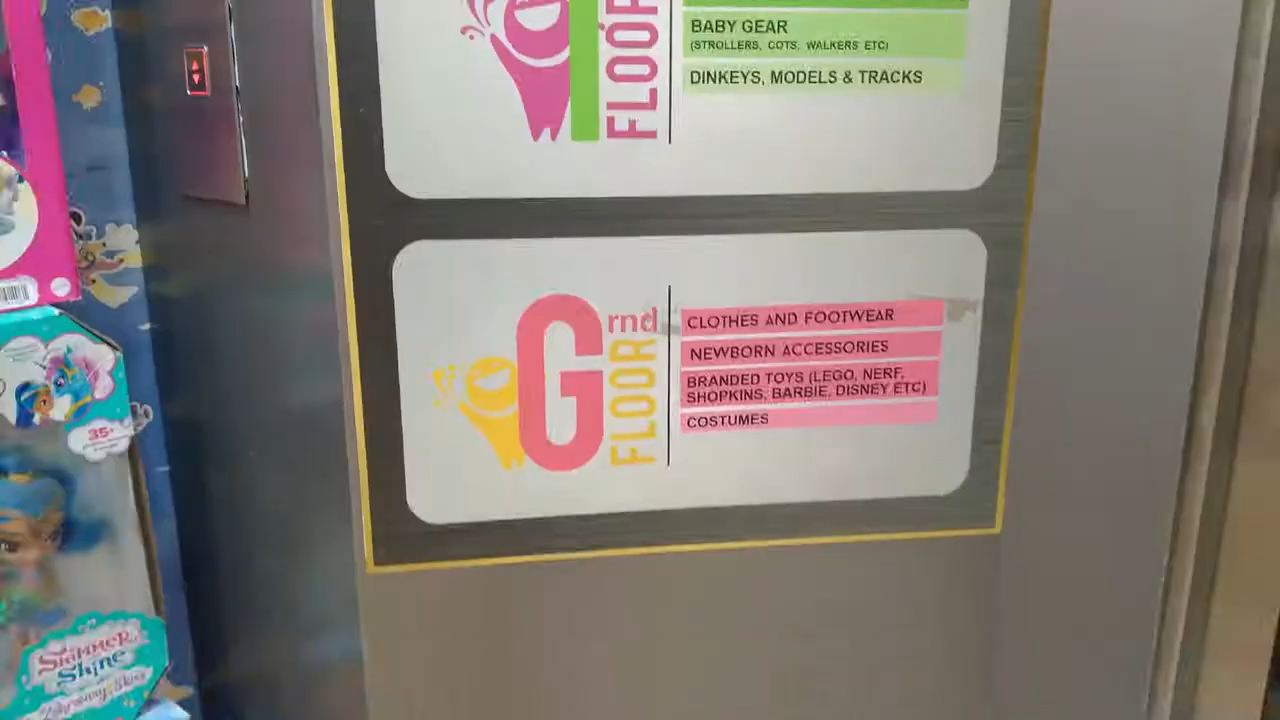 FLOOR
BABY GEAR
(STROLLERS, COTS, WALKERS ETC)
DINKEYS, MODELS & TRACKS
Grnd
FLOOR
CLOTHES AND FOOTWEAR
NEWBORN ACCESSORIES
BRANDED TOYS (LEGO, NERF,
SHOPKINS, BARBIE, DISNEY ETC)
COSTUMES
35+
Shimmer
Shine